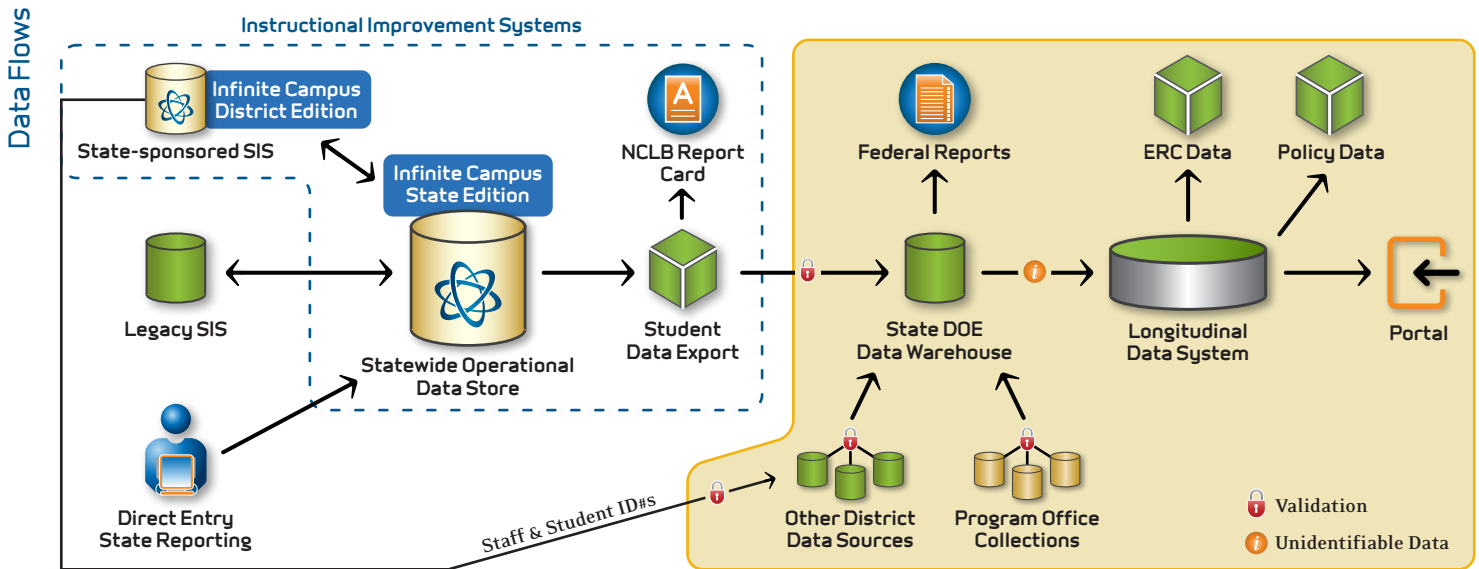 Data Flows
Instructional Improvement Systems
Infinite Campus
District Edition
State-sponsored SIS
Infinite Campus
State Edition
A
NCLB Report
Card
Federal Reports
ERC Data
Policy Data
Legacy SIS
Statewide Operational
Data Store
Student
Data Export
State DOE
Data Warehouse
i
Longitudinal
Data System
Portal
Direct Entry
State Reporting
Staff & Student ID#s
Other District
Data Sources
Program Office
Collections
Validation
i
Unidentifiable Data